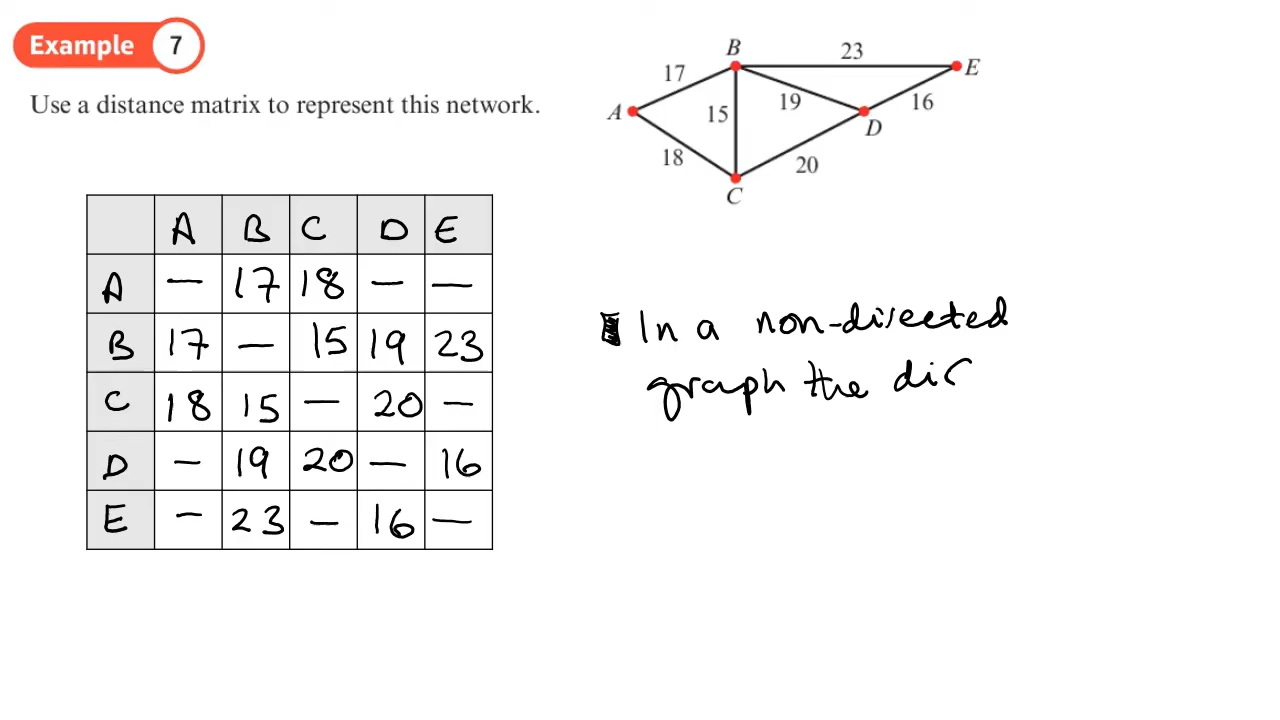 Example 7
Use a distance matrix to represent this network.
B
23
E
17
19
16
A
15
D
18
20
C
A B C D E
A — 17 18 — —
B 17 — 15 19 23
C 18 15 — 20 —
D — 19 20 — 16
E — 23 — 16 —
In a non-directed
graph the dis